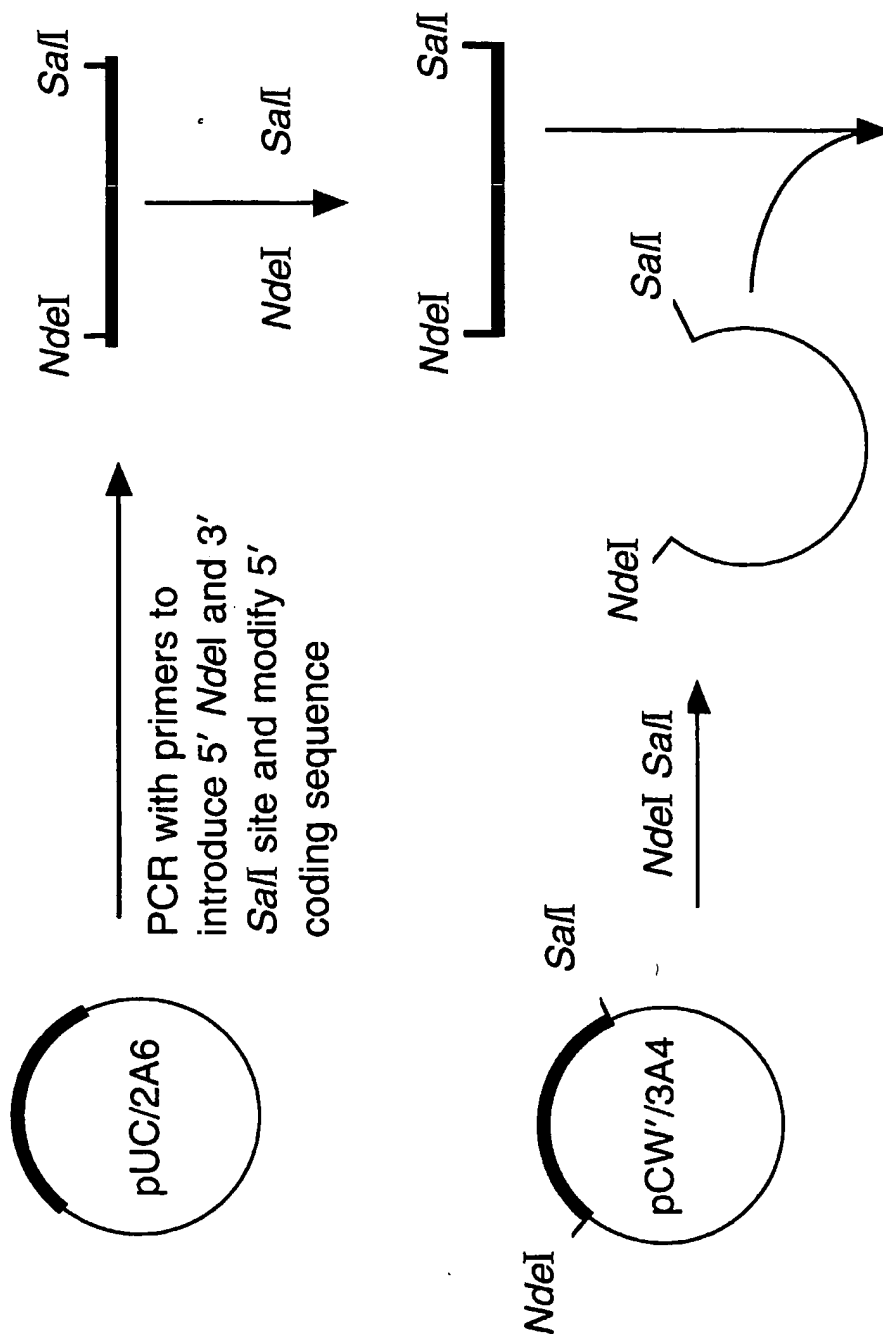 pUC/2A6
PCR with primers to
introduce 5′ NdeI and 3′
SalI site and modify 5′
coding sequence
NdeI SalI
NdeI SalI
NdeI SalI
NdeI SalI
pCW′/3A4
NdeI SalI
NdeI SalI